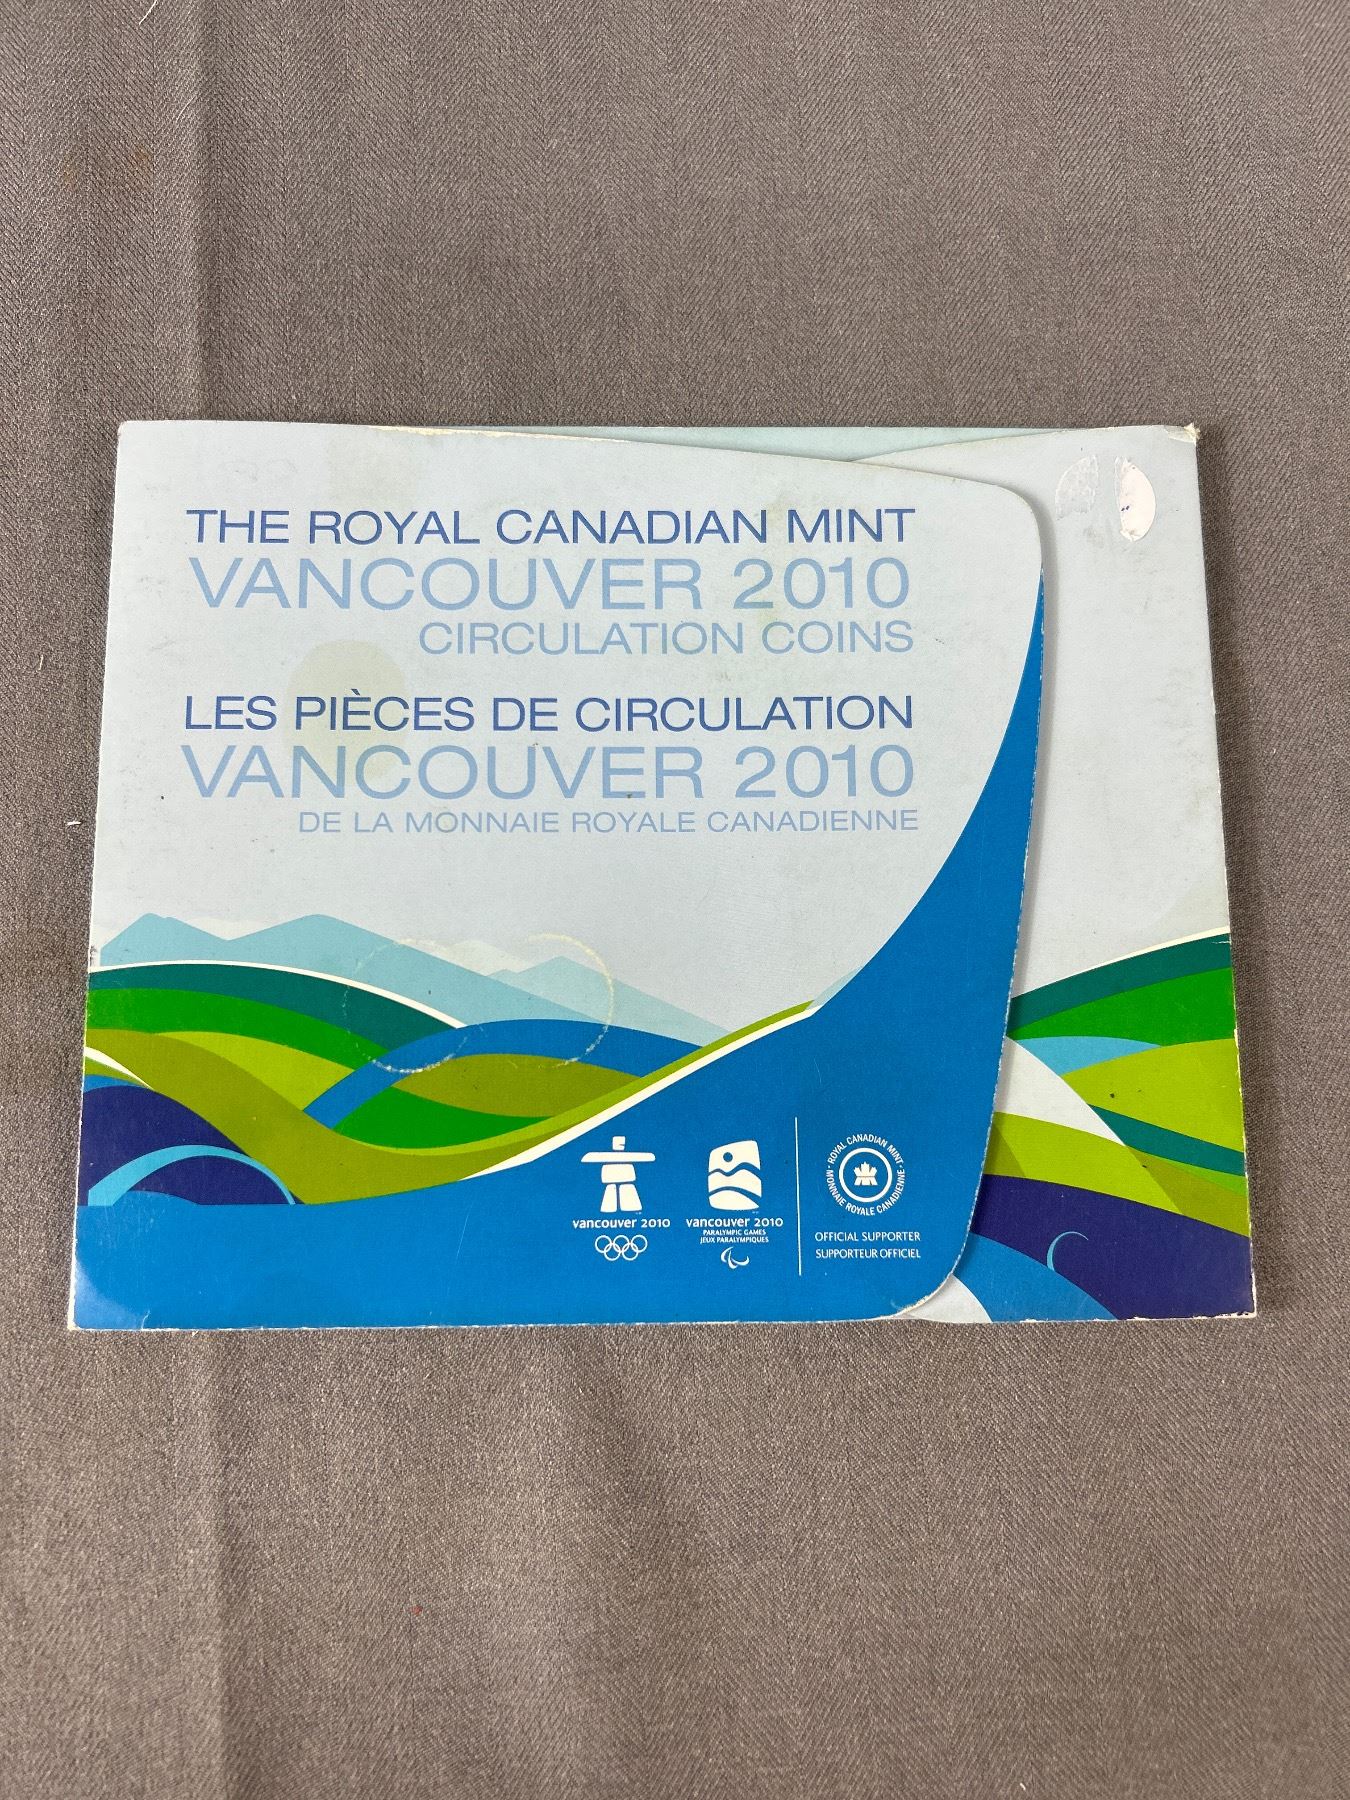 THE ROYAL CANADIAN MINT
VANCOUVER 2010
CIRCULATION COINS
LES PIÈCES DE CIRCULATION
VANCOUVER 2010
DE LA MONNAIE ROYALE CANADIENNE
vancouver 2010
vancouver 2010
PARALYMPIC GAMES
JEUX PARALYMPIQUES
ROYAL CANADIAN MINT
MONNAIE ROYALE CANADIENNE
OFFICIAL SUPPORTER
SUPPORTEUR OFFICIEL